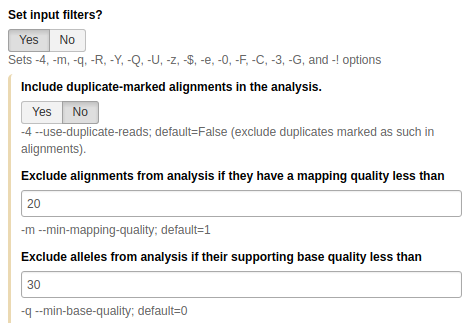 Set input filters?
Yes No
Sets -4, -m, -q, -R, -Y, -Q, -U, -z, -$, -e, -0, -F, -C, -3, -G, and -! options
Include duplicate-marked alignments in the analysis.
Yes No
-4 --use-duplicate-reads; default=False (exclude duplicates marked as such in
alignments).
Exclude alignments from analysis if they have a mapping quality less than
20
-m --min-mapping-quality; default=1
Exclude alleles from analysis if their supporting base quality less than
30
-q --min-base-quality; default=0